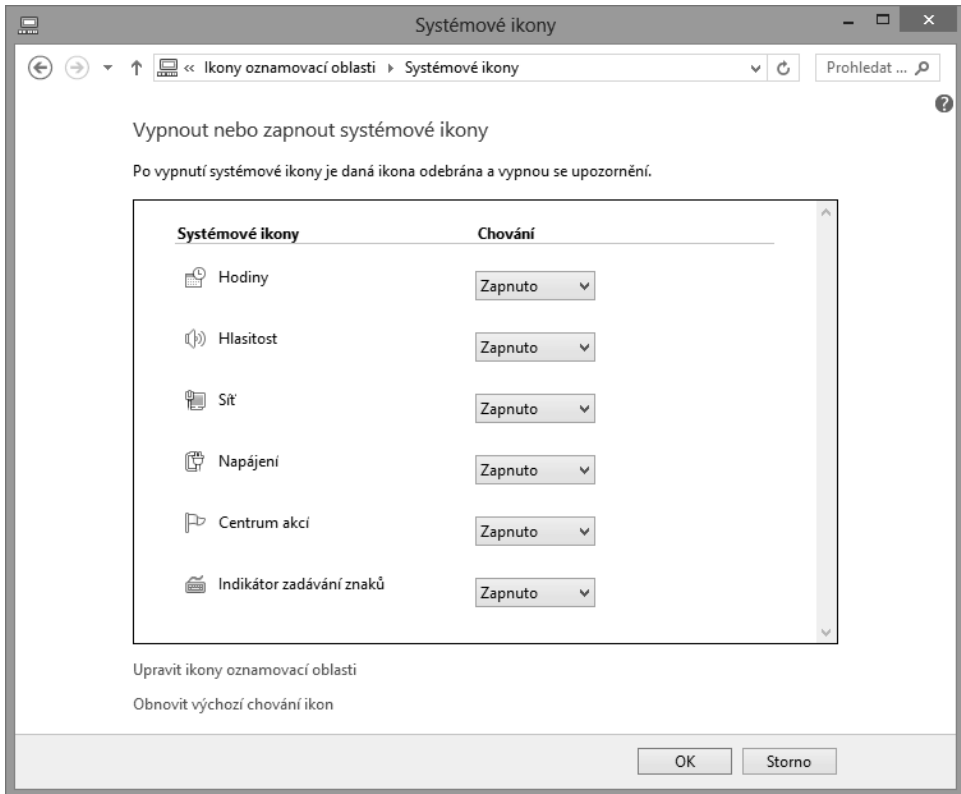 Systémové ikony
« Ikony oznamovací oblasti Systémové ikony Prohledat ...
Vypnout nebo zapnout systémové ikony
Po vypnutí systémové ikony je daná ikona odebrána a vypnou se upozornění.
Systémové ikony Chování
Hodiny Zapnuto
Hlasitost Zapnuto
Síť Zapnuto
Napájení Zapnuto
Centrum akcí Zapnuto
Indikátor zadávání znaků Zapnuto
Upravit ikony oznamovací oblasti
Obnovit výchozí chování ikon
OK Storno